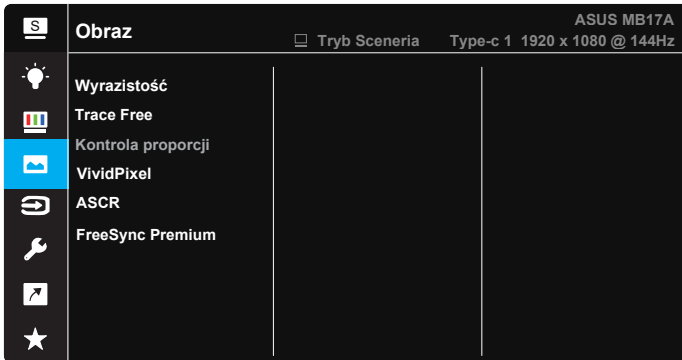 S
Obraz
ASUS MB17A
Tryb Sceneria Type-c 1 1920 x 1080 @ 144Hz
Wyrazistość
Trace Free
Kontrola proporcji
VividPixel
ASCR
FreeSync Premium